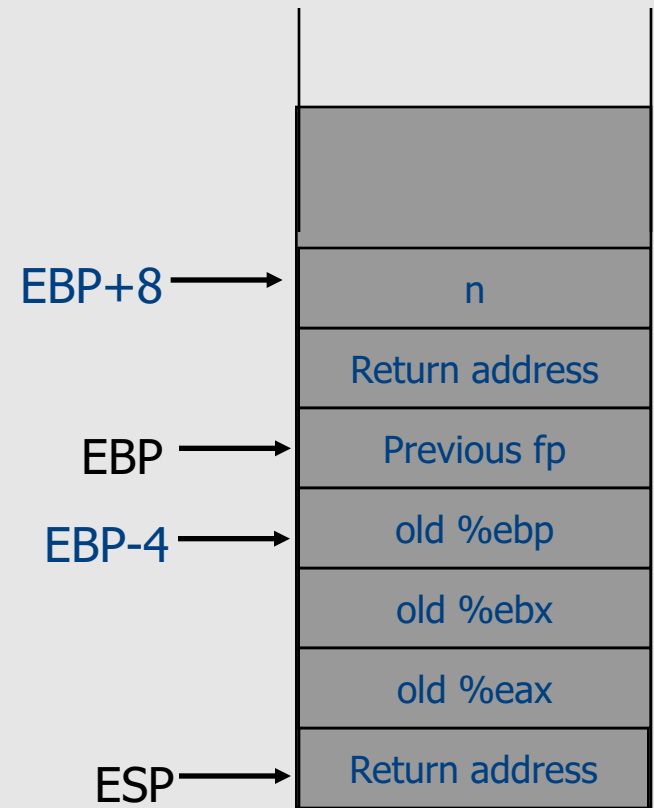 EBP+8
n
Return address
EBP
Previous fp
EBP-4
old %ebp
old %ebx
old %eax
ESP
Return address